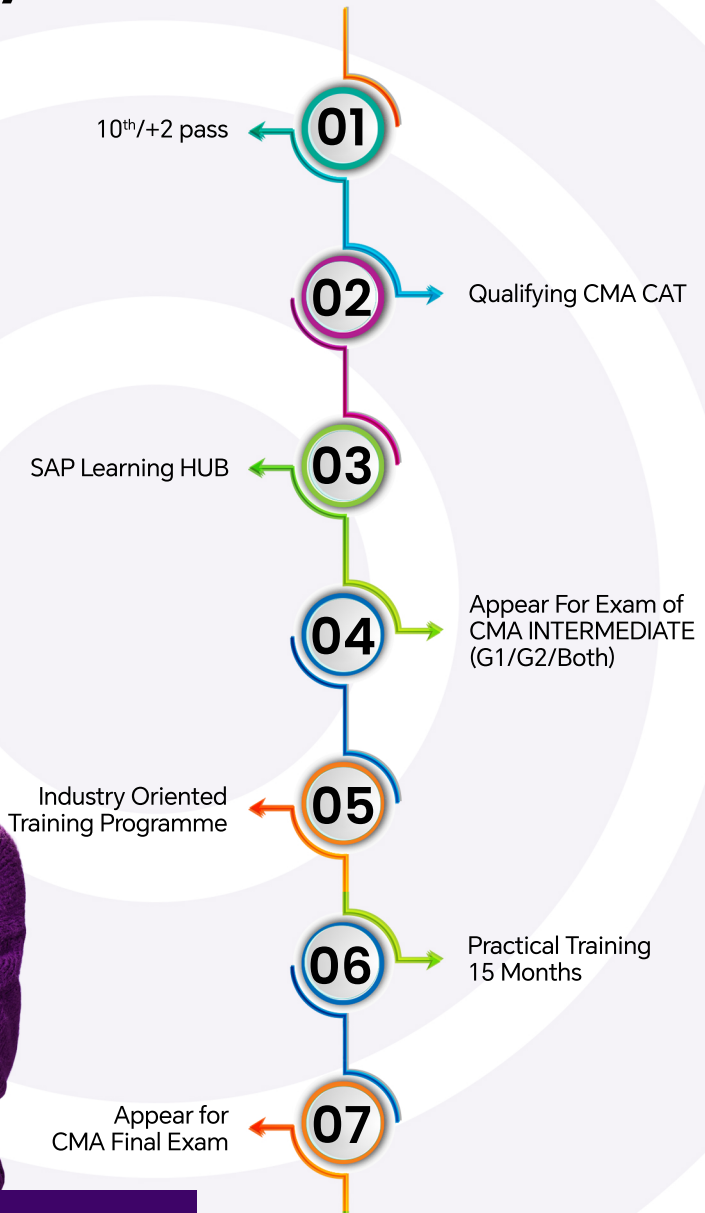 01
10th/+2 pass
02
Qualifying CMA CAT
03
SAP Learning HUB
04
Appear For Exam of
CMA INTERMEDIATE
(G1/G2/Both)
05
Industry Oriented
Training Programme
06
Practical Training
15 Months
07
Appear for
CMA Final Exam